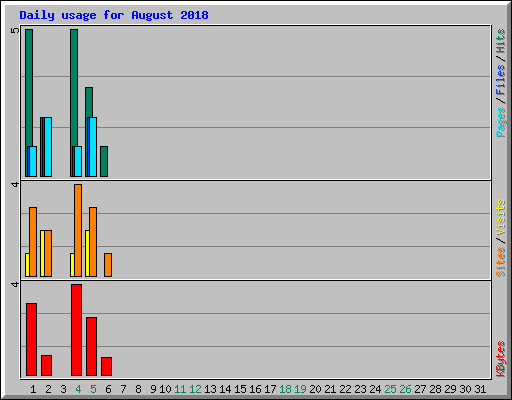 Daily usage for August 2018
5
Pages/Files/Hits
4
Sites/Visits
4
KBytes
1 2 3 4 5 6 7 8 9 10 11 12 13 14 15 16 17 18 19 20 21 22 23 24 25 26 27 28 29 30 31